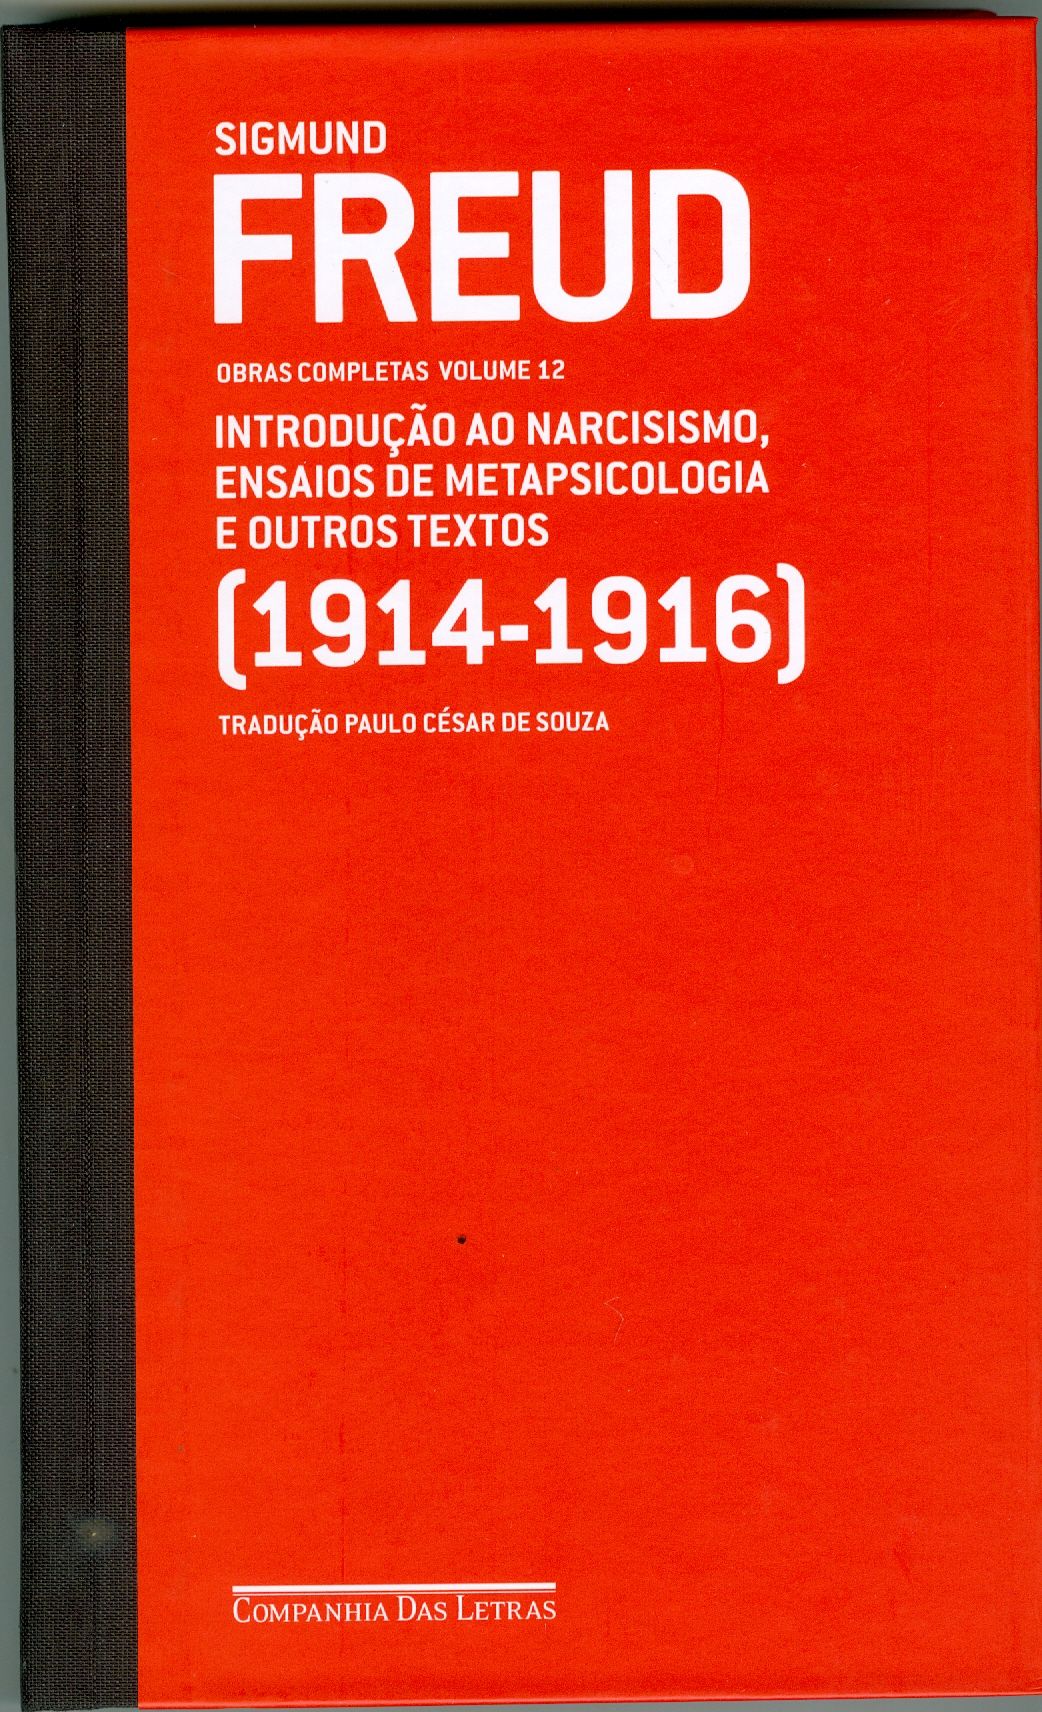 SIGMUND
FREUD
OBRAS COMPLETAS VOLUME 12
INTRODUÇÃO AO NARCISISMO,
ENSAIOS DE METAPSICOLOGIA
E OUTROS TEXTOS
(1914-1916)
TRADUÇÃO PAULO CÉSAR DE SOUZA
COMPANHIA DAS LETRAS